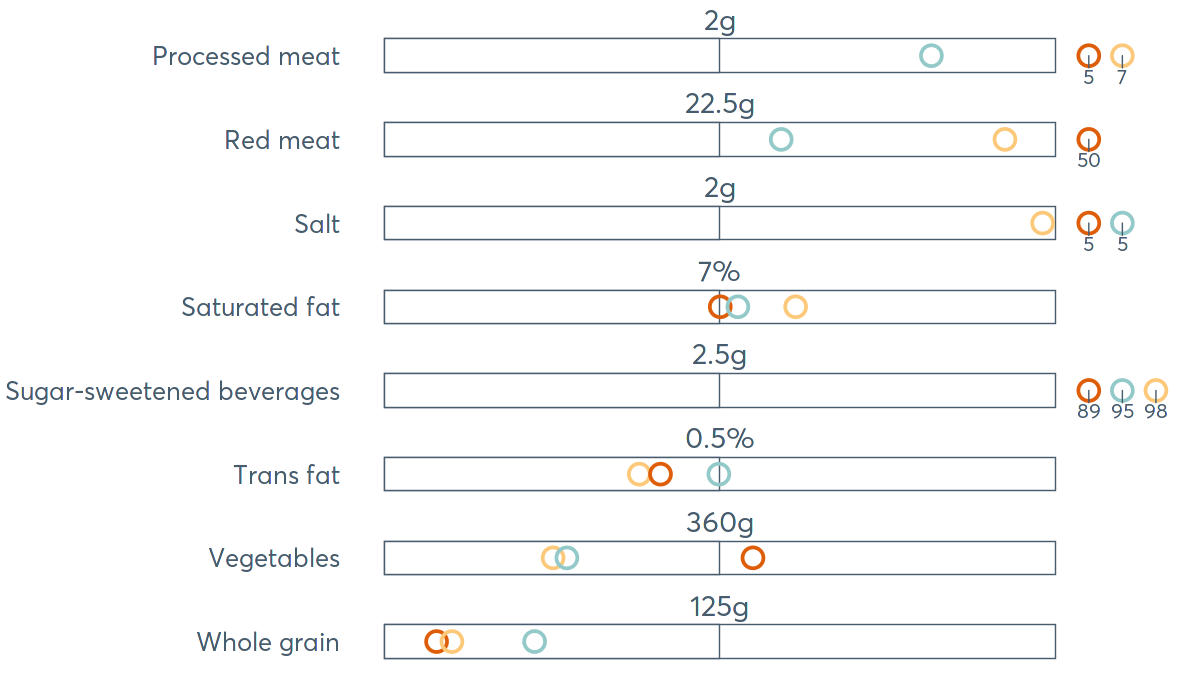 2g
Processed meat
5 7
22.5g
Red meat
50
2g
Salt
5 5
7%
Saturated fat
2.5g
Sugar-sweetened beverages
89 95 98
0.5%
Trans fat
360g
Vegetables
125g
Whole grain